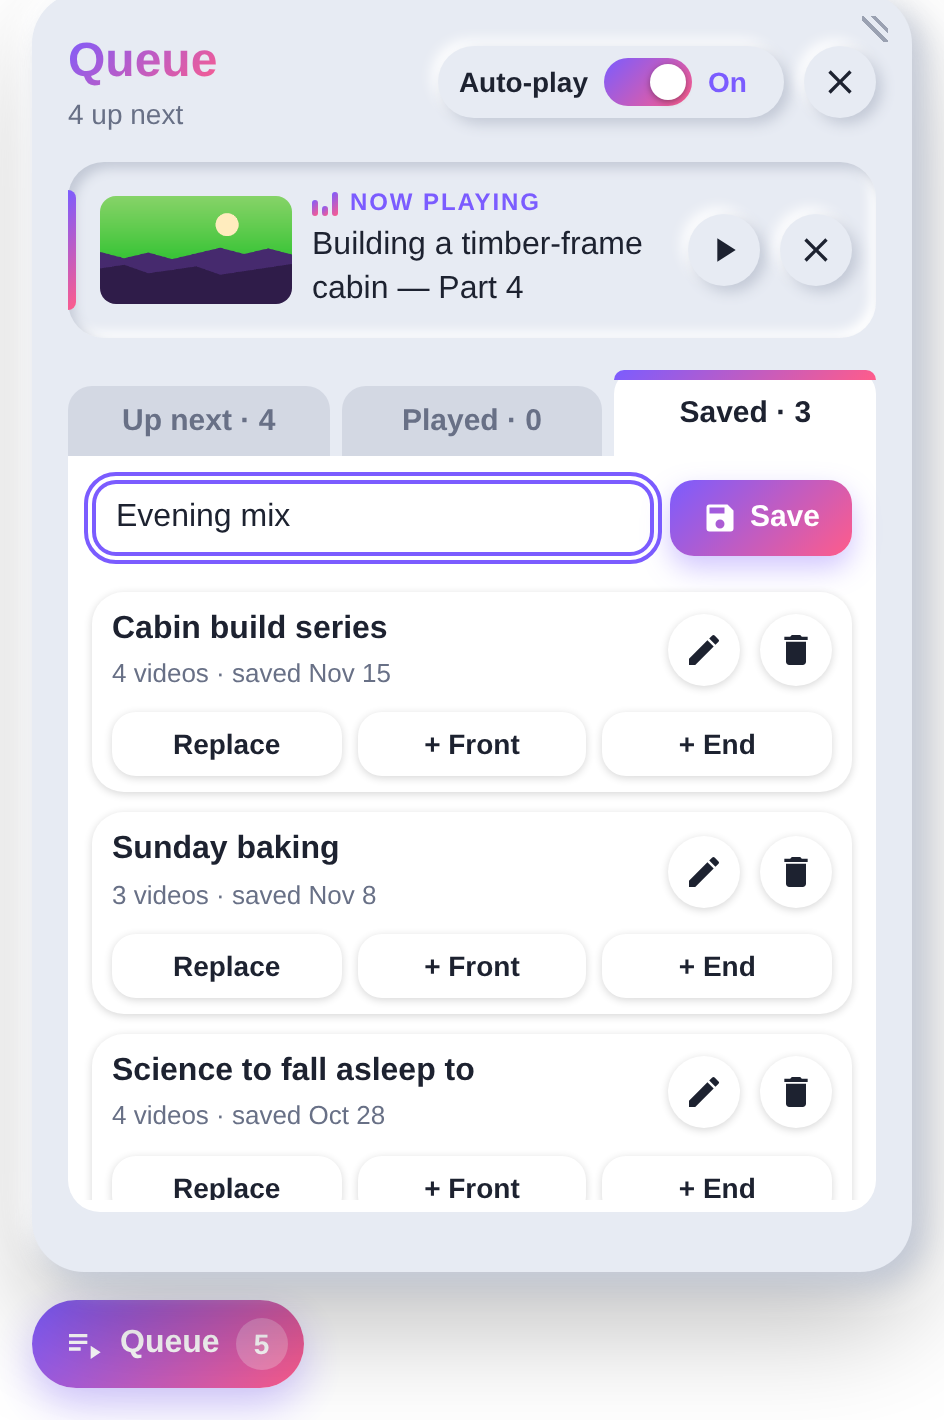 Queue
4 up next
Auto-play On
NOW PLAYING
Building a timber-frame
cabin — Part 4
Up next · 4
Played · 0
Saved · 3
Evening mix
Save
Cabin build series
4 videos · saved Nov 15
Replace
+ Front
+ End
Sunday baking
3 videos · saved Nov 8
Replace
+ Front
+ End
Science to fall asleep to
4 videos · saved Oct 28
Replace
+ Front
+ End
Queue 5